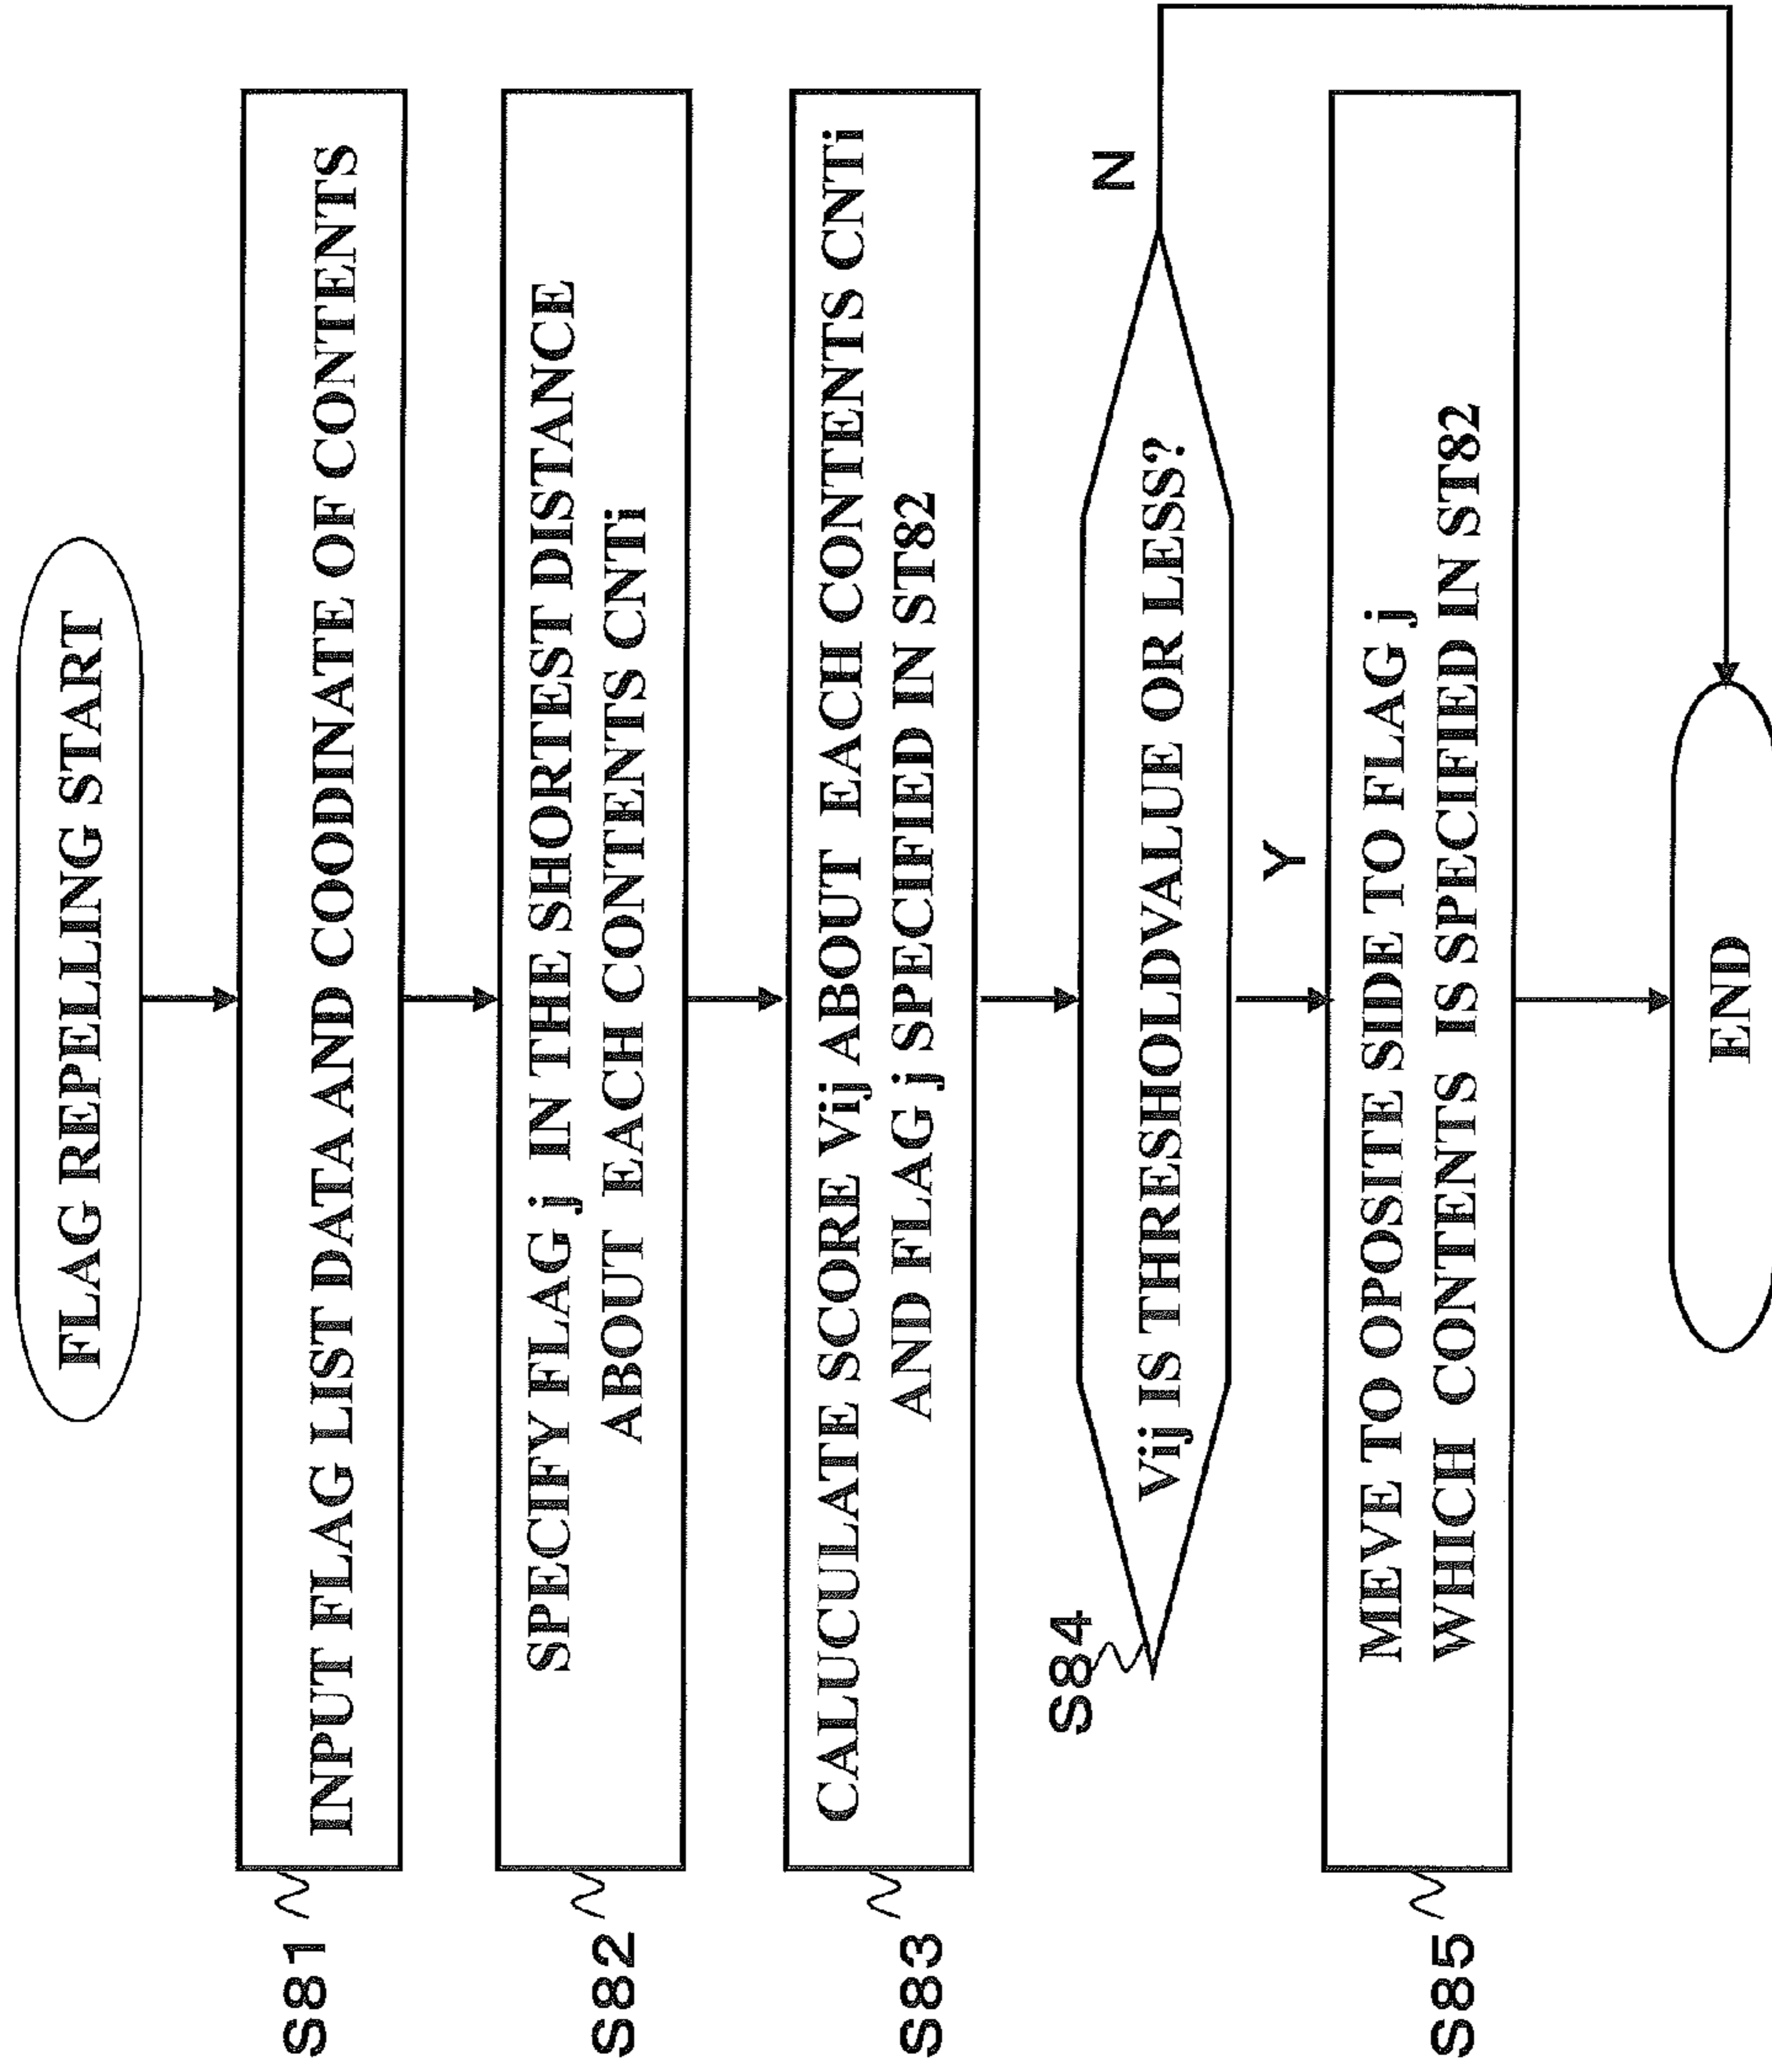 FLAG REPELLING START
S81
INPUT FLAG LIST DATA AND COODINATE OF CONTENTS
S82
SPECIFY FLAG j IN THE SHORTEST DISTANCE
ABOUT EACH CONTENTS CNTi
S83
CALUCULATE SCORE Vij ABOUT EACH CONTENTS CNTi
AND FLAG j SPECIFIED IN ST82
S84
Vij IS THRESHOLDVALUE OR LESS?
N
Y
S85
MEVE TO OPOSITE SIDE TO FLAG j
WHICH CONTENTS IS SPECIFIED IN ST82
END